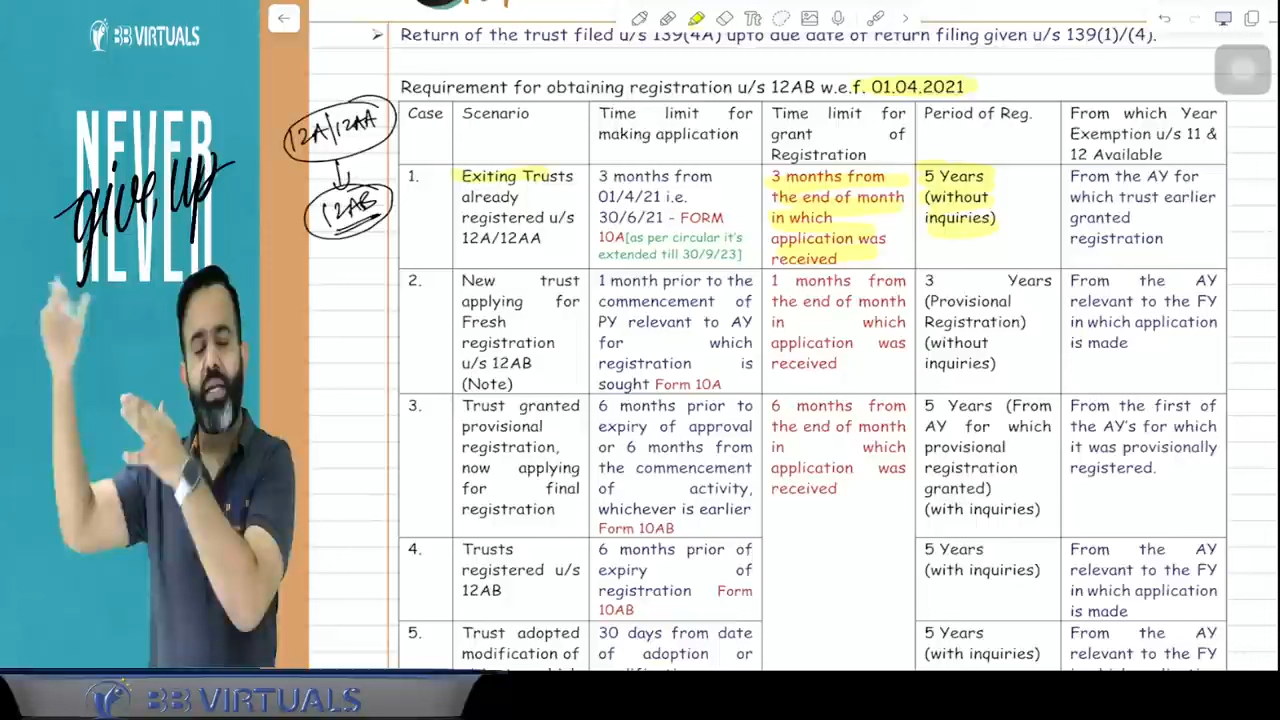 BB VIRTUALS
NEVER
give up
NEVER
Return of the trust filed u/s 139(4A) upto due date of return filing given u/s 139(1)/(4).
Requirement for obtaining registration u/s 12AB w.e.f. 01.04.2021
12A/12AA
12AB
Case
Scenario
Time limit for
making application
Time limit for
grant of
Registration
Period of Reg.
From which Year
Exemption u/s 11 &
12 Available
1.
Exiting Trusts
already
registered u/s
12A/12AA
3 months from
01/4/21 i.e.
30/6/21 - FORM
10A[as per circular it's
extended till 30/9/23]
3 months from
the end of month
in which
application was
received
5 Years
(without
inquiries)
From the AY for
which trust earlier
granted
registration
2.
New trust
applying for
Fresh
registration
u/s 12AB
(Note)
1 month prior to the
commencement of
PY relevant to AY
for which
registration is
sought Form 10A
1 months from
the end of month
in which
application was
received
3 Years
(Provisional
Registration)
(without
inquiries)
From the AY
relevant to the FY
in which application
is made
3.
Trust granted
provisional
registration,
now applying
for final
registration
6 months prior to
expiry of approval
or 6 months from
the commencement
of activity,
whichever is earlier
Form 10AB
6 months from
the end of month
in which
application was
received
5 Years (From
AY for which
provisional
registration
granted)
(with inquiries)
From the first of
the AY's for which
it was provisionally
registered.
4.
Trusts
registered u/s
12AB
6 months prior of
expiry of
registration Form
10AB
5 Years
(with inquiries)
From the AY
relevant to the FY
in which application
is made
5.
Trust adopted
modification of
30 days from date
of adoption or
5 Years
(with inquiries)
From the AY
relevant to the FY
BB VIRTUALS